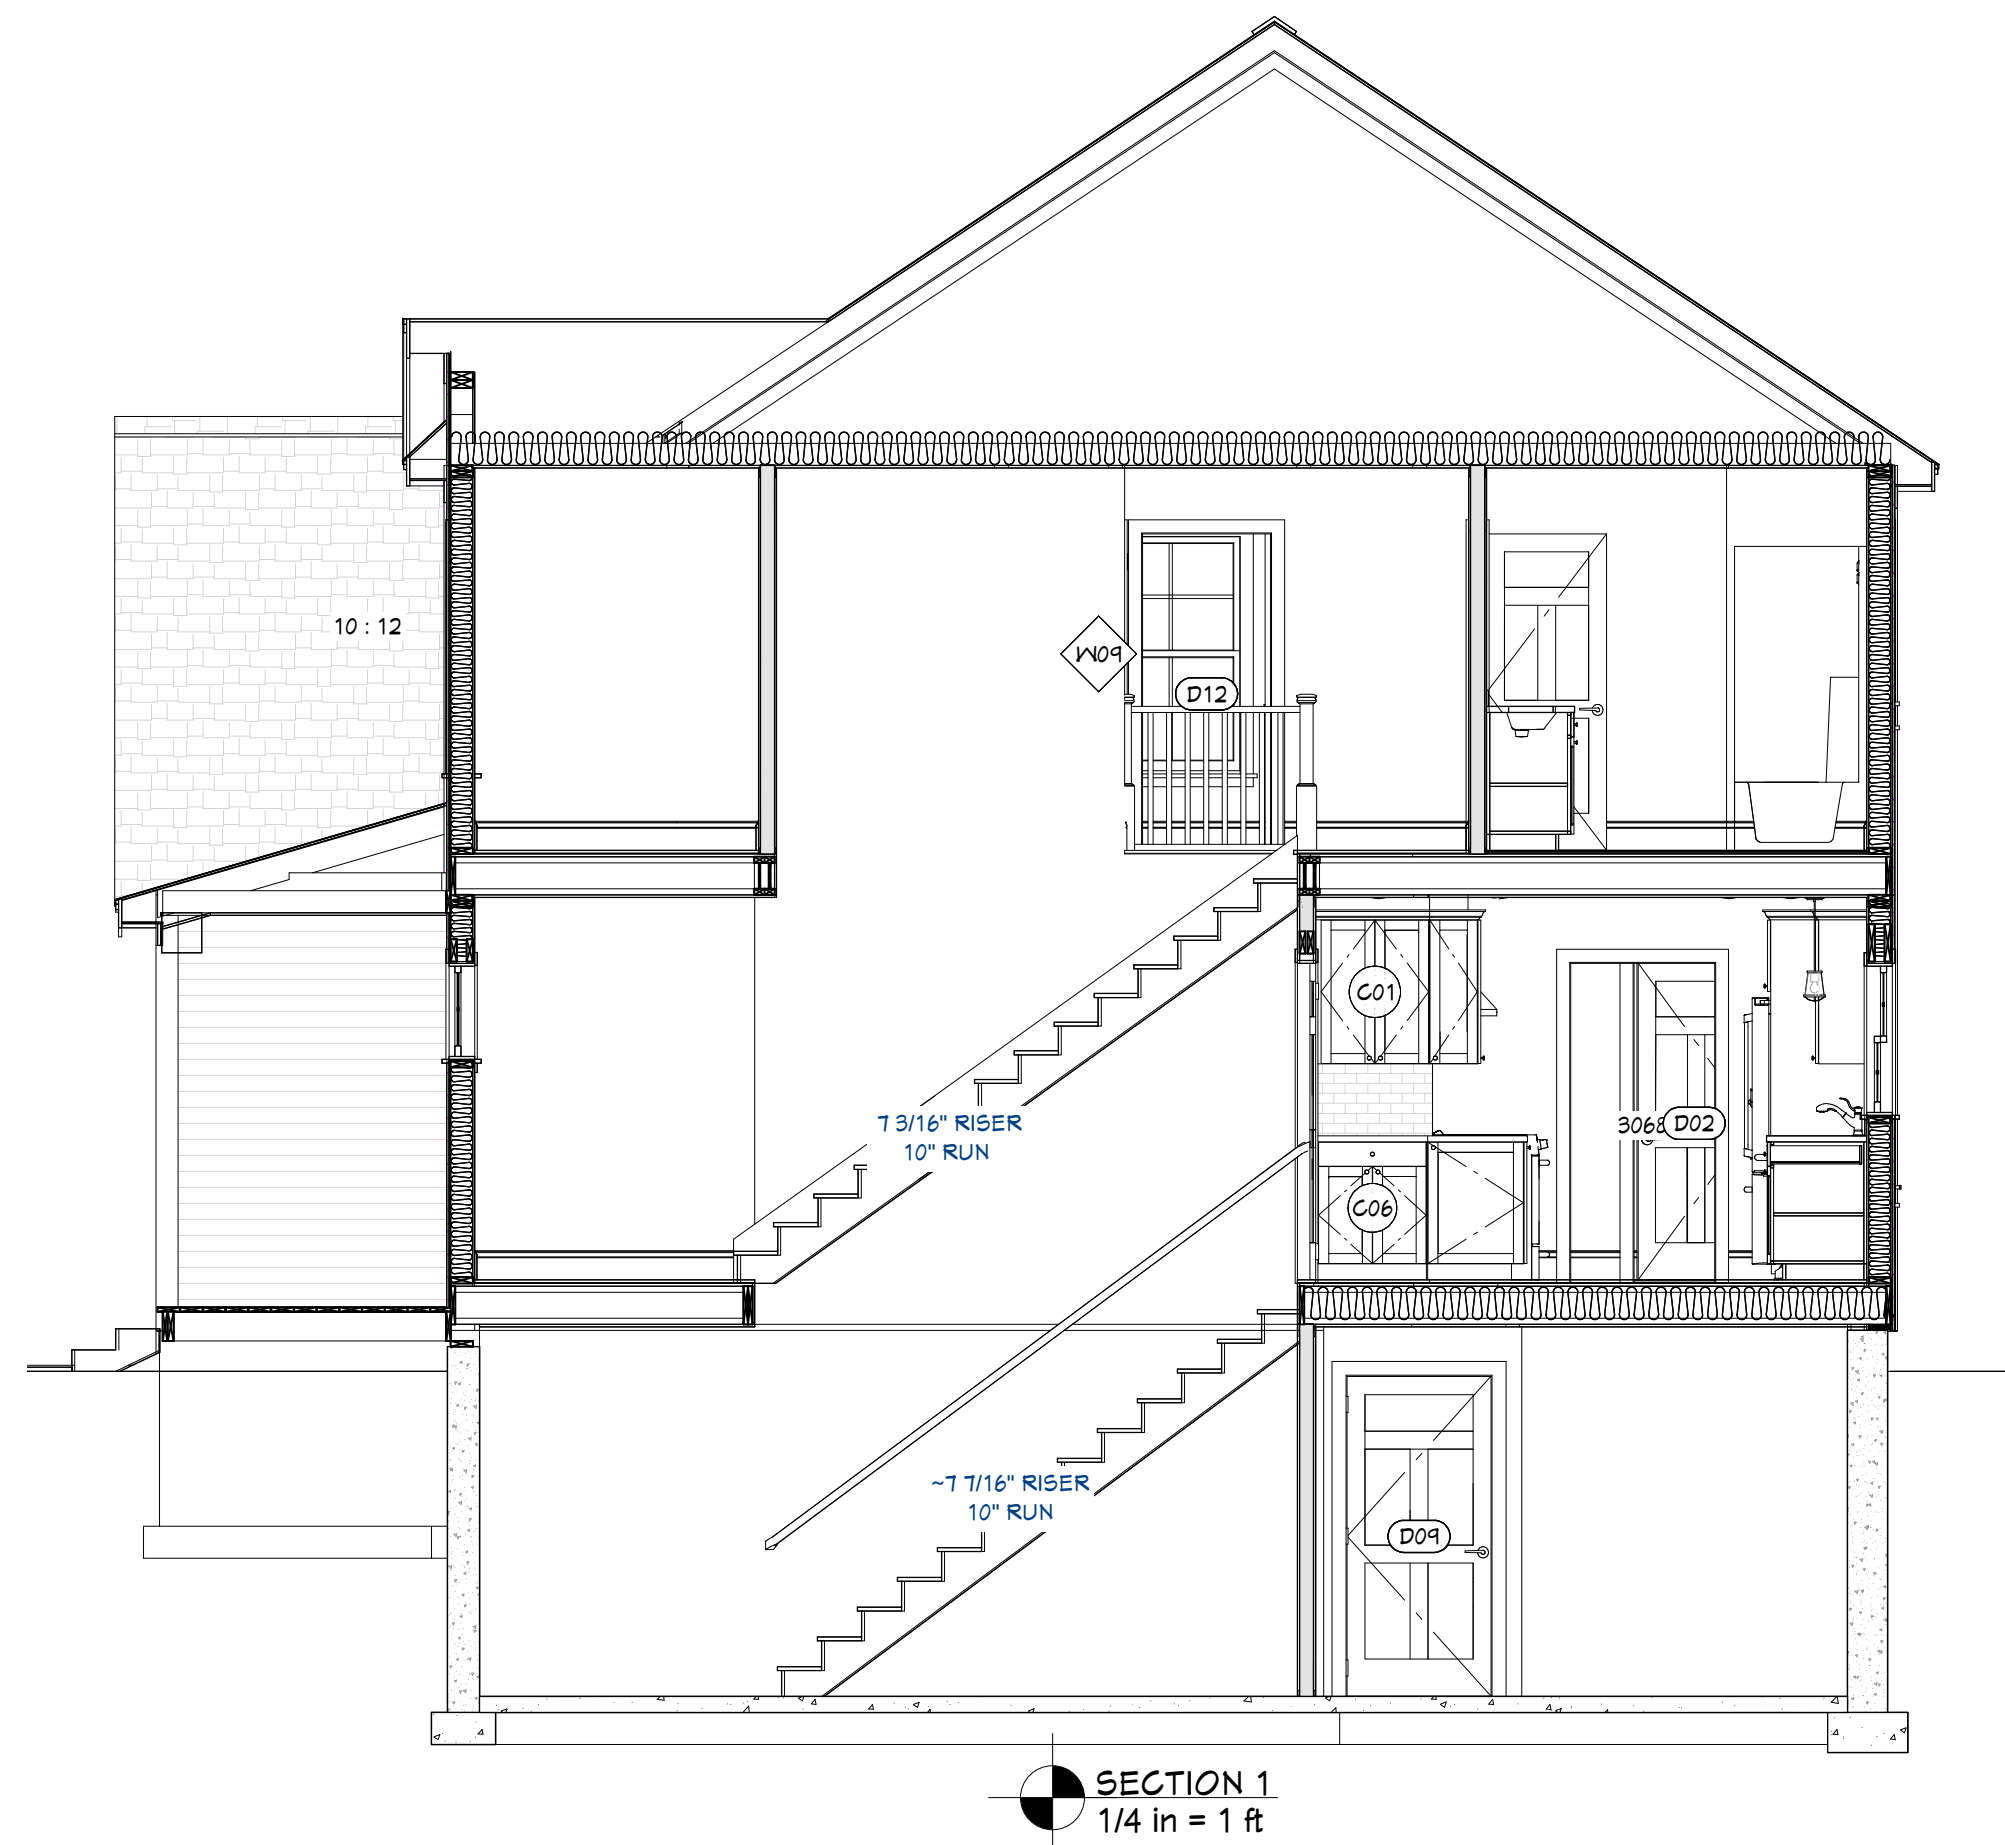 10 : 12
W09
D12
C01
7 3/16" RISER
10" RUN
3068
D02
C06
~7 7/16" RISER
10" RUN
D09
SECTION 1
1/4 in = 1 ft